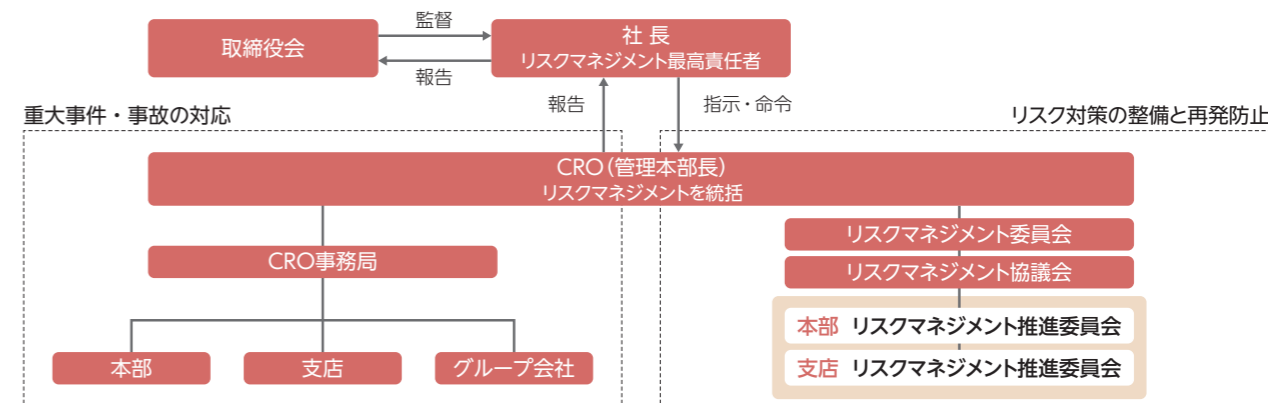 監督
取締役会
社 長
リスクマネジメント最高責任者
報告
報告
指示・命令
重大事件・事故の対応
リスク対策の整備と再発防止
CRO（管理本部長）
リスクマネジメントを統括
リスクマネジメント委員会
CRO事務局
リスクマネジメント協議会
本部 リスクマネジメント推進委員会
本部
支店
グループ会社
支店 リスクマネジメント推進委員会